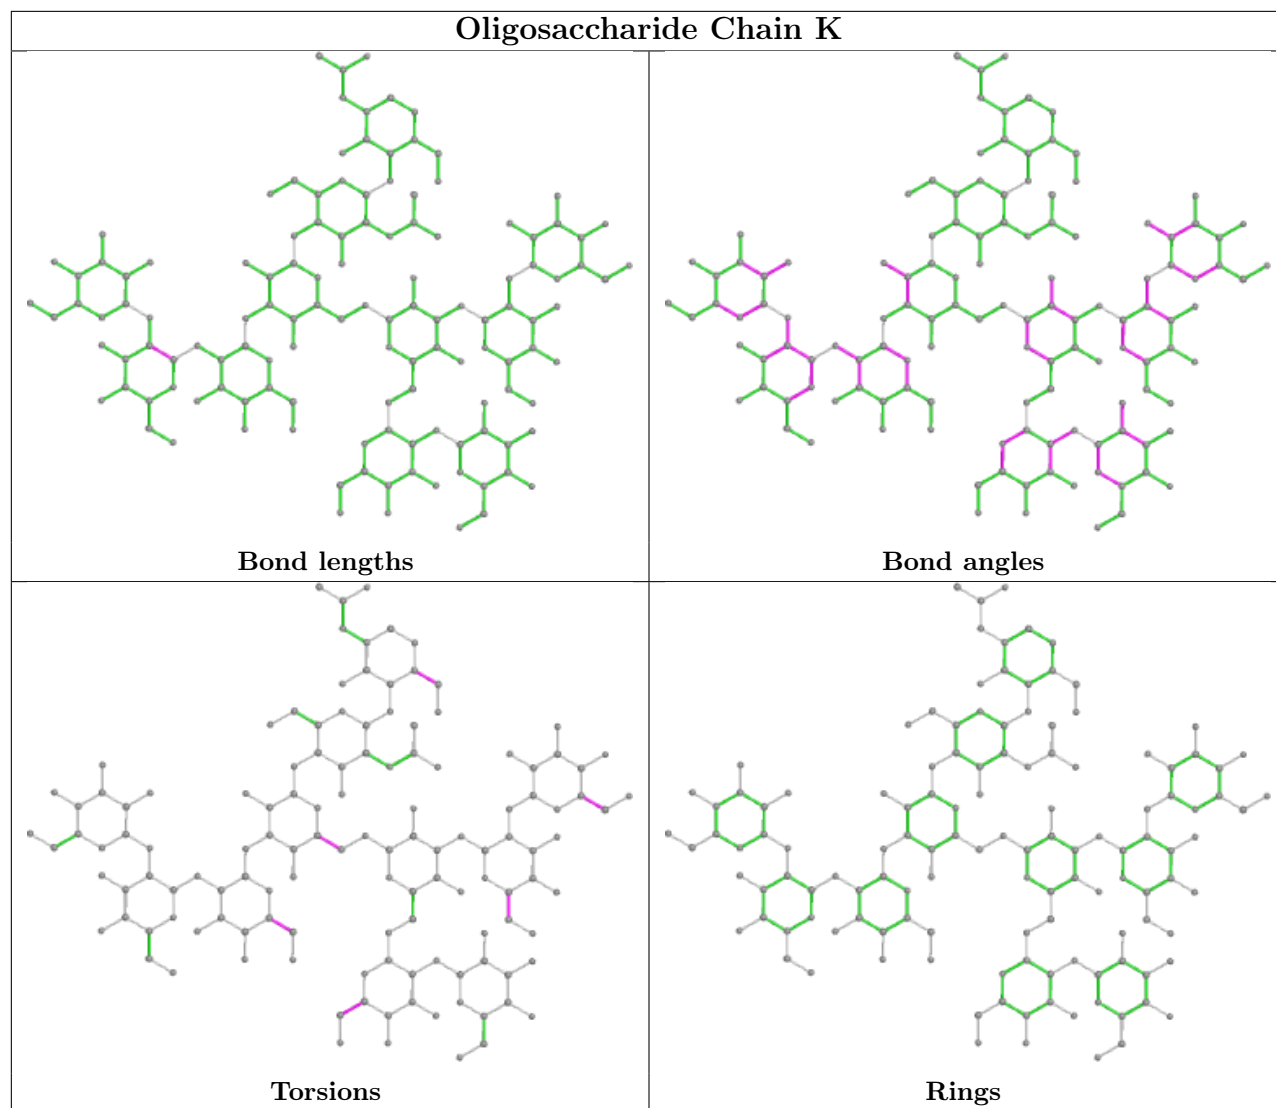 Oligosaccharide Chain K
Bond lengths
Bond angles
Torsions
Rings